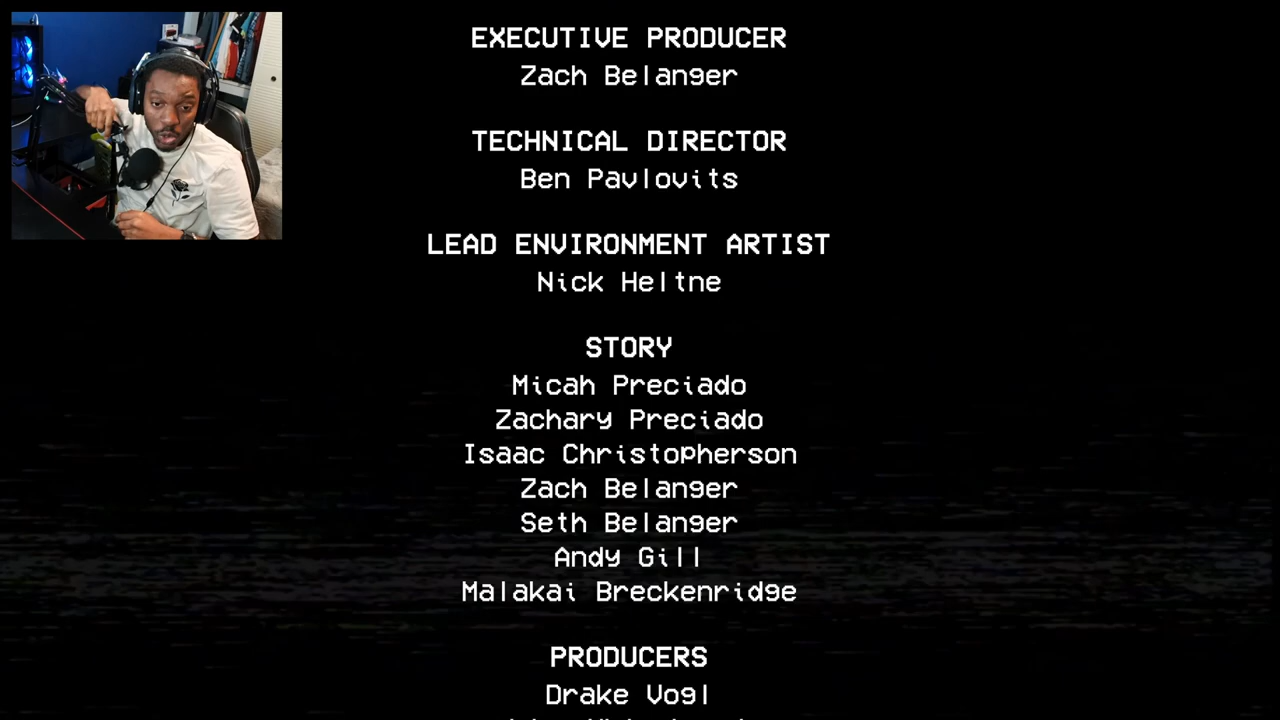 EXECUTIVE PRODUCER
Zach Belanger
TECHNICAL DIRECTOR
Ben Pavlovits
LEAD ENVIRONMENT ARTIST
Nick Heltne
STORY
Micah Preciado
Zachary Preciado
Isaac Christopherson
Zach Belanger
Seth Belanger
Andy Gill
Malakai Breckenridge
PRODUCERS
Drake Vogl